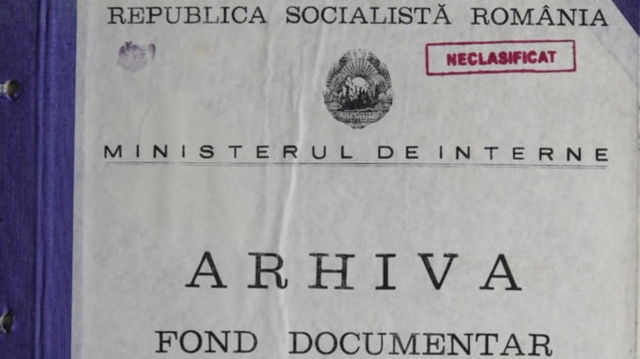 REPUBLICA SOCIALISTĂ ROMÂNIA
NECLASIFICAT
MINISTERUL DE INTERNE
ARHIVA
FOND DOCUMENTAR